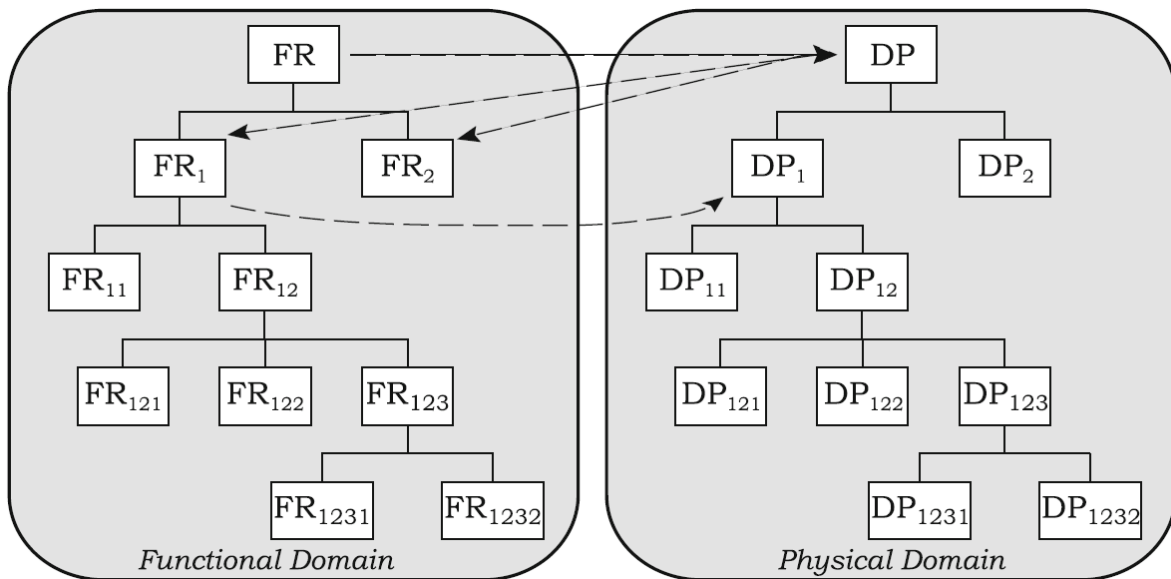 FR DP
FR₁ FR₂ DP₁ DP₂
FR₁₁ FR₁₂ DP₁₁ DP₁₂
FR₁₂₁ FR₁₂₂ FR₁₂₃ DP₁₂₁ DP₁₂₂ DP₁₂₃
FR₁₂₃₁ FR₁₂₃₂ DP₁₂₃₁ DP₁₂₃₂
Functional Domain Physical Domain